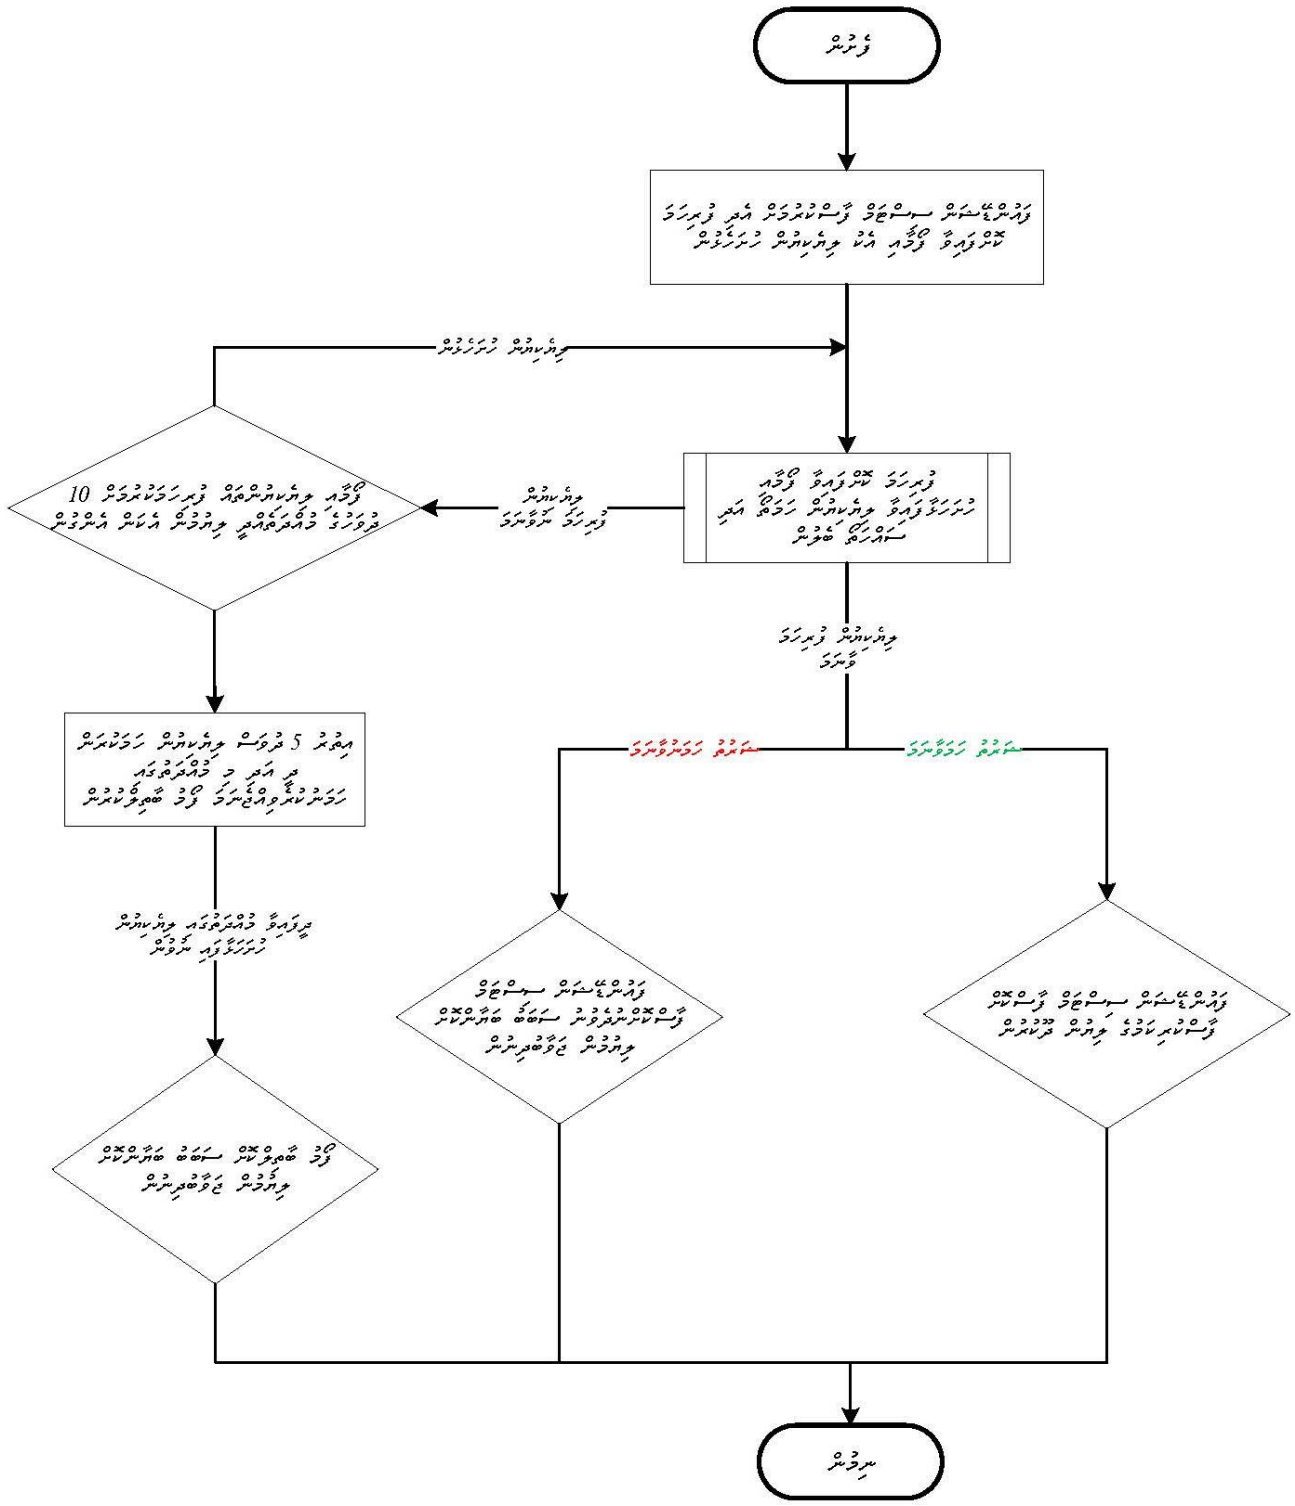 ފެށުން
ފައުންޑޭޝަން ސިސްޓަމް ފާސްކުރުމަށް އެދި ފުރިހަމަ
ކޮށްފައިވާ ފޯމާއި އެކު ލިޔެކިޔުން ހުށަހެޅުން
ލިޔެކިޔުން ހުށަހެޅުން
ފުރިހަމަ ކޮށްފައިވާ ފޯމާއި
ހުށަހަޅާފައިވާ ލިޔެކިޔުން ހަމަތޯ އަދި
ސައްހަތޯ ބެލުން
ލިޔެކިޔުން
ފުރިހަމަ ނުވާނަމަ
ފޯމާއި ލިޔެކިޔުންތައް ފުރިހަމަކުރުމަށް 10
ދުވަހުގެ މުއްދަތެއްދީ ލިޔުމުން އެކަން އެންގުން
ލިޔެކިޔުން ފުރިހަމަ
ވާނަމަ
އިތުރު 5 ދުވަސް ލިޔެކިޔުން ހަމަކުރަން
ދީ އަދި މި މުއްދަތުގައި
ހަމަނުކުރެވިއްޖެނަމަ ފޯމު ބާތިލުކުރުން
ޝަރުތު ހަމަނުވާނަމަ
ޝަރުތު ހަމަވާނަމަ
ދީފައިވާ މުއްދަތުގައި ލިޔެކިޔުން
ހުށަހަޅާފައި ނުވުން
ފައުންޑޭޝަން ސިސްޓަމް
ފާސްކޮށްނުދެވުނު ސަބަބު ބަޔާންކޮށް
ލިޔުމުން ޖަވާބުދިނުން
ފައުންޑޭޝަން ސިސްޓަމް ފާސްކޮށް
ފާސްކުރިކަމުގެ ލިޔުން ދޫކުރުން
ފޯމު ބާތިލުކޮށް ސަބަބު ބަޔާންކޮށް
ލިޔުމުން ޖަވާބުދިނުން
ނިމުން